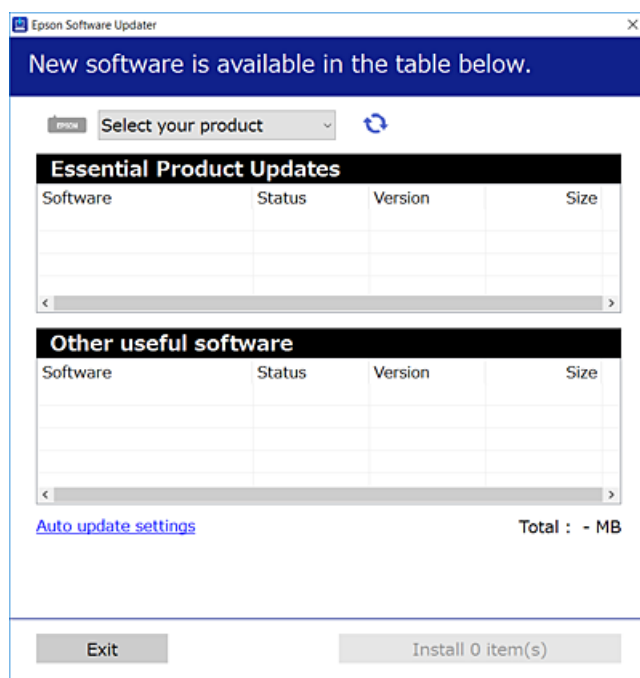 Epson Software Updater
New software is available in the table below.
EPSON Select your product
Essential Product Updates
Software Status Version Size
Other useful software
Software Status Version Size
Auto update settings Total : - MB
Exit Install 0 item(s)